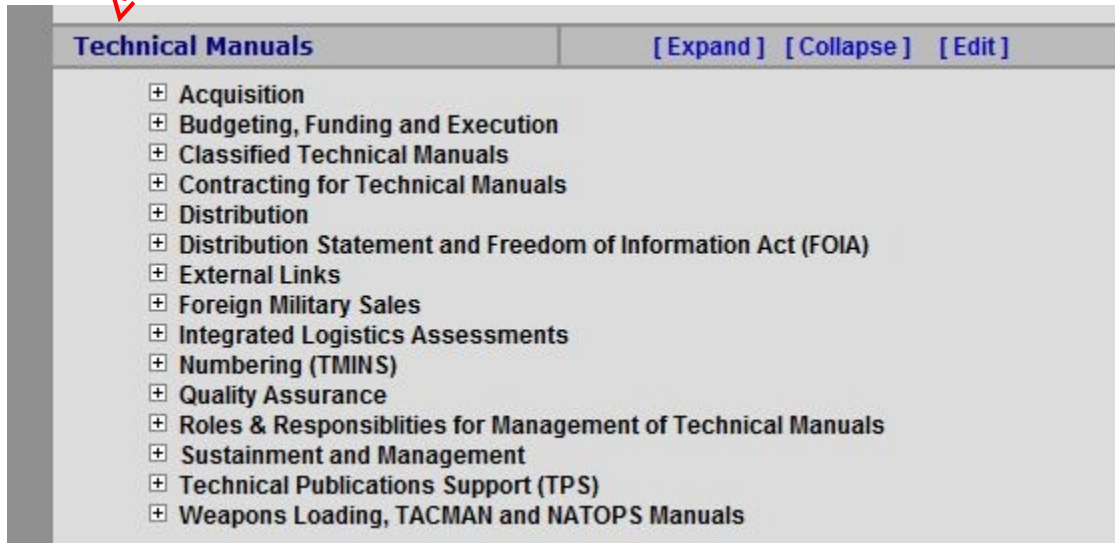 Technical Manuals [ Expand ] [ Collapse ] [ Edit ]
Acquisition
Budgeting, Funding and Execution
Classified Technical Manuals
Contracting for Technical Manuals
Distribution
Distribution Statement and Freedom of Information Act (FOIA)
External Links
Foreign Military Sales
Integrated Logistics Assessments
Numbering (TMINS)
Quality Assurance
Roles & Responsiblities for Management of Technical Manuals
Sustainment and Management
Technical Publications Support (TPS)
Weapons Loading, TACMAN and NATOPS Manuals